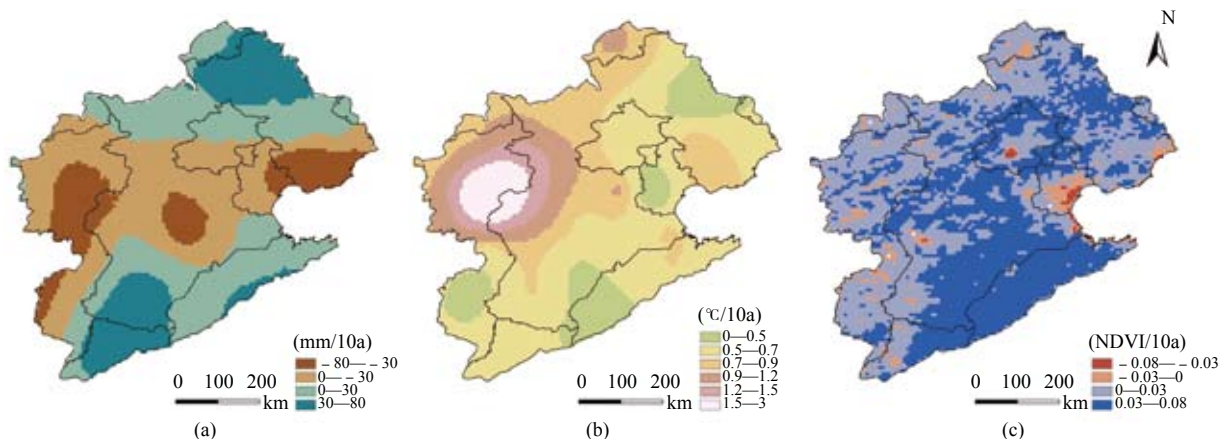 N
(mm/10a)
－80—－30
0—－30
0—30
30—80
0 100 200
km
(a)
(℃/10a)
0—0.5
0.5—0.7
0.7—0.9
0.9—1.2
1.2—1.5
1.5—3
0 100 200
km
(b)
(NDVI/10a)
－0.08—－0.03
－0.03—0
0—0.03
0.03—0.08
0 100 200
km
(c)